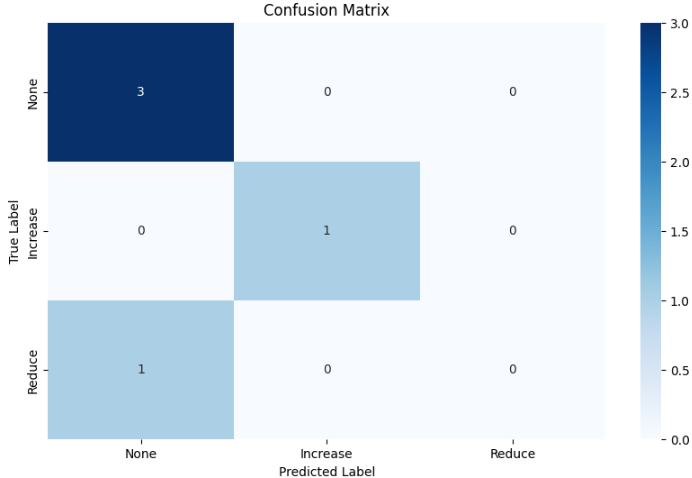 Confusion Matrix
True Label
None
Increase
Reduce
3 0 0
0 1 0
1 0 0
None Increase Reduce
Predicted Label
3.0
2.5
2.0
1.5
1.0
0.5
0.0